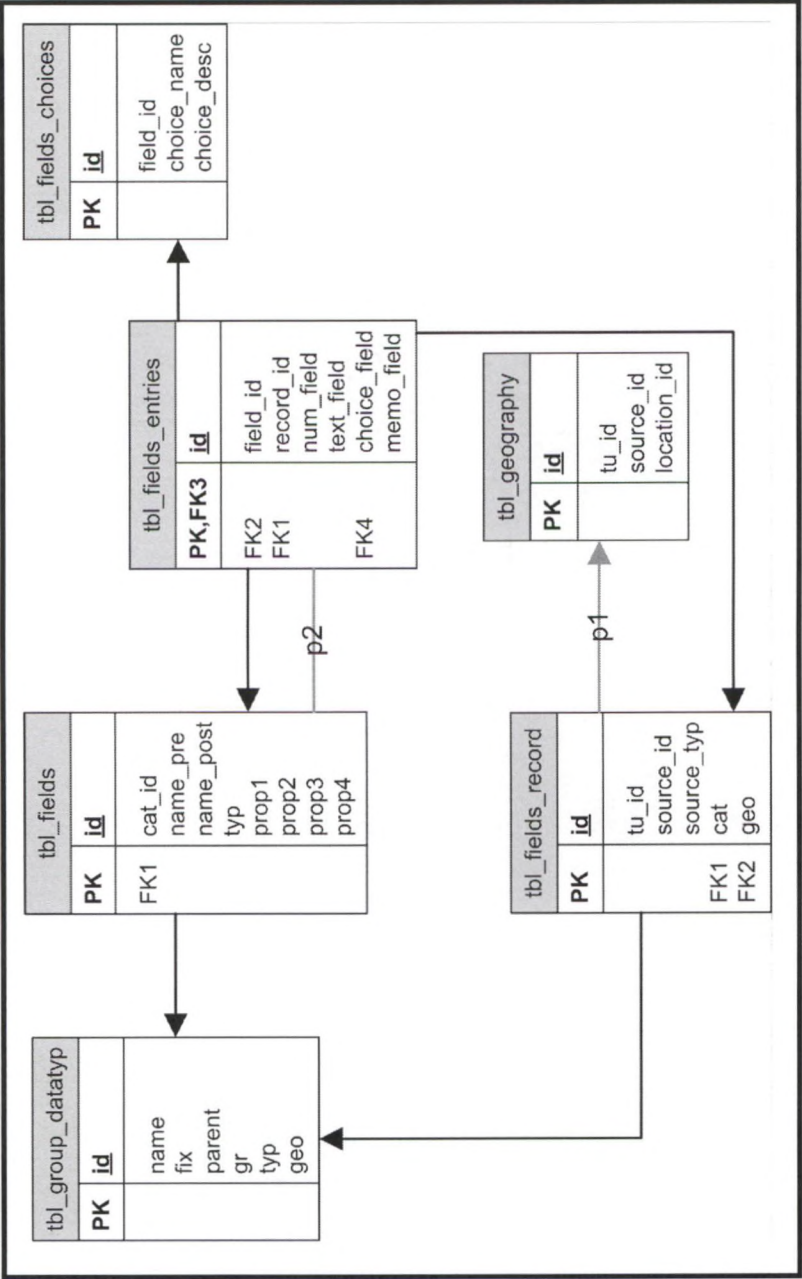 tbl_group_datatyp
PK id
name
fix
parent
gr
typ
geo
tbl_fields
PK id
FK1 cat_id
name_pre
name_post
typ
prop1
prop2
prop3
prop4
p2
tbl_fields_entries
PK,FK3 id
FK2 field_id
FK1 record_id
num_field
text_field
FK4 choice_field
memo_field
tbl_fields_choices
PK id
field_id
choice_name
choice_desc
tbl_fields_record
PK id
tu_id
source_id
source_typ
FK1 cat
FK2 geo
p1
tbl_geography
PK id
tu_id
source_id
location_id